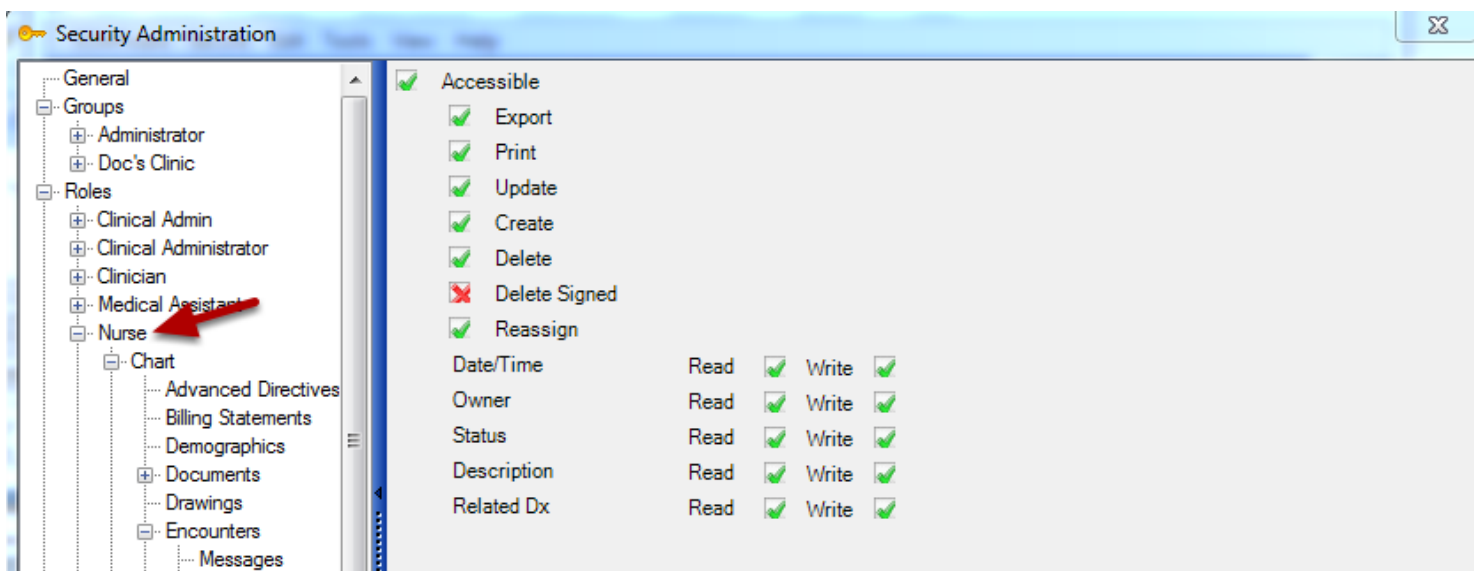 Security Administration
General
Groups
Administrator
Doc's Clinic
Roles
Clinical Admin
Clinical Administrator
Clinician
Medical Assistant
Nurse
Chart
Advanced Directives
Billing Statements
Demographics
Documents
Drawings
Encounters
Messages
Accessible
Export
Print
Update
Create
Delete
Delete Signed
Reassign
Date/Time Read Write
Owner Read Write
Status Read Write
Description Read Write
Related Dx Read Write